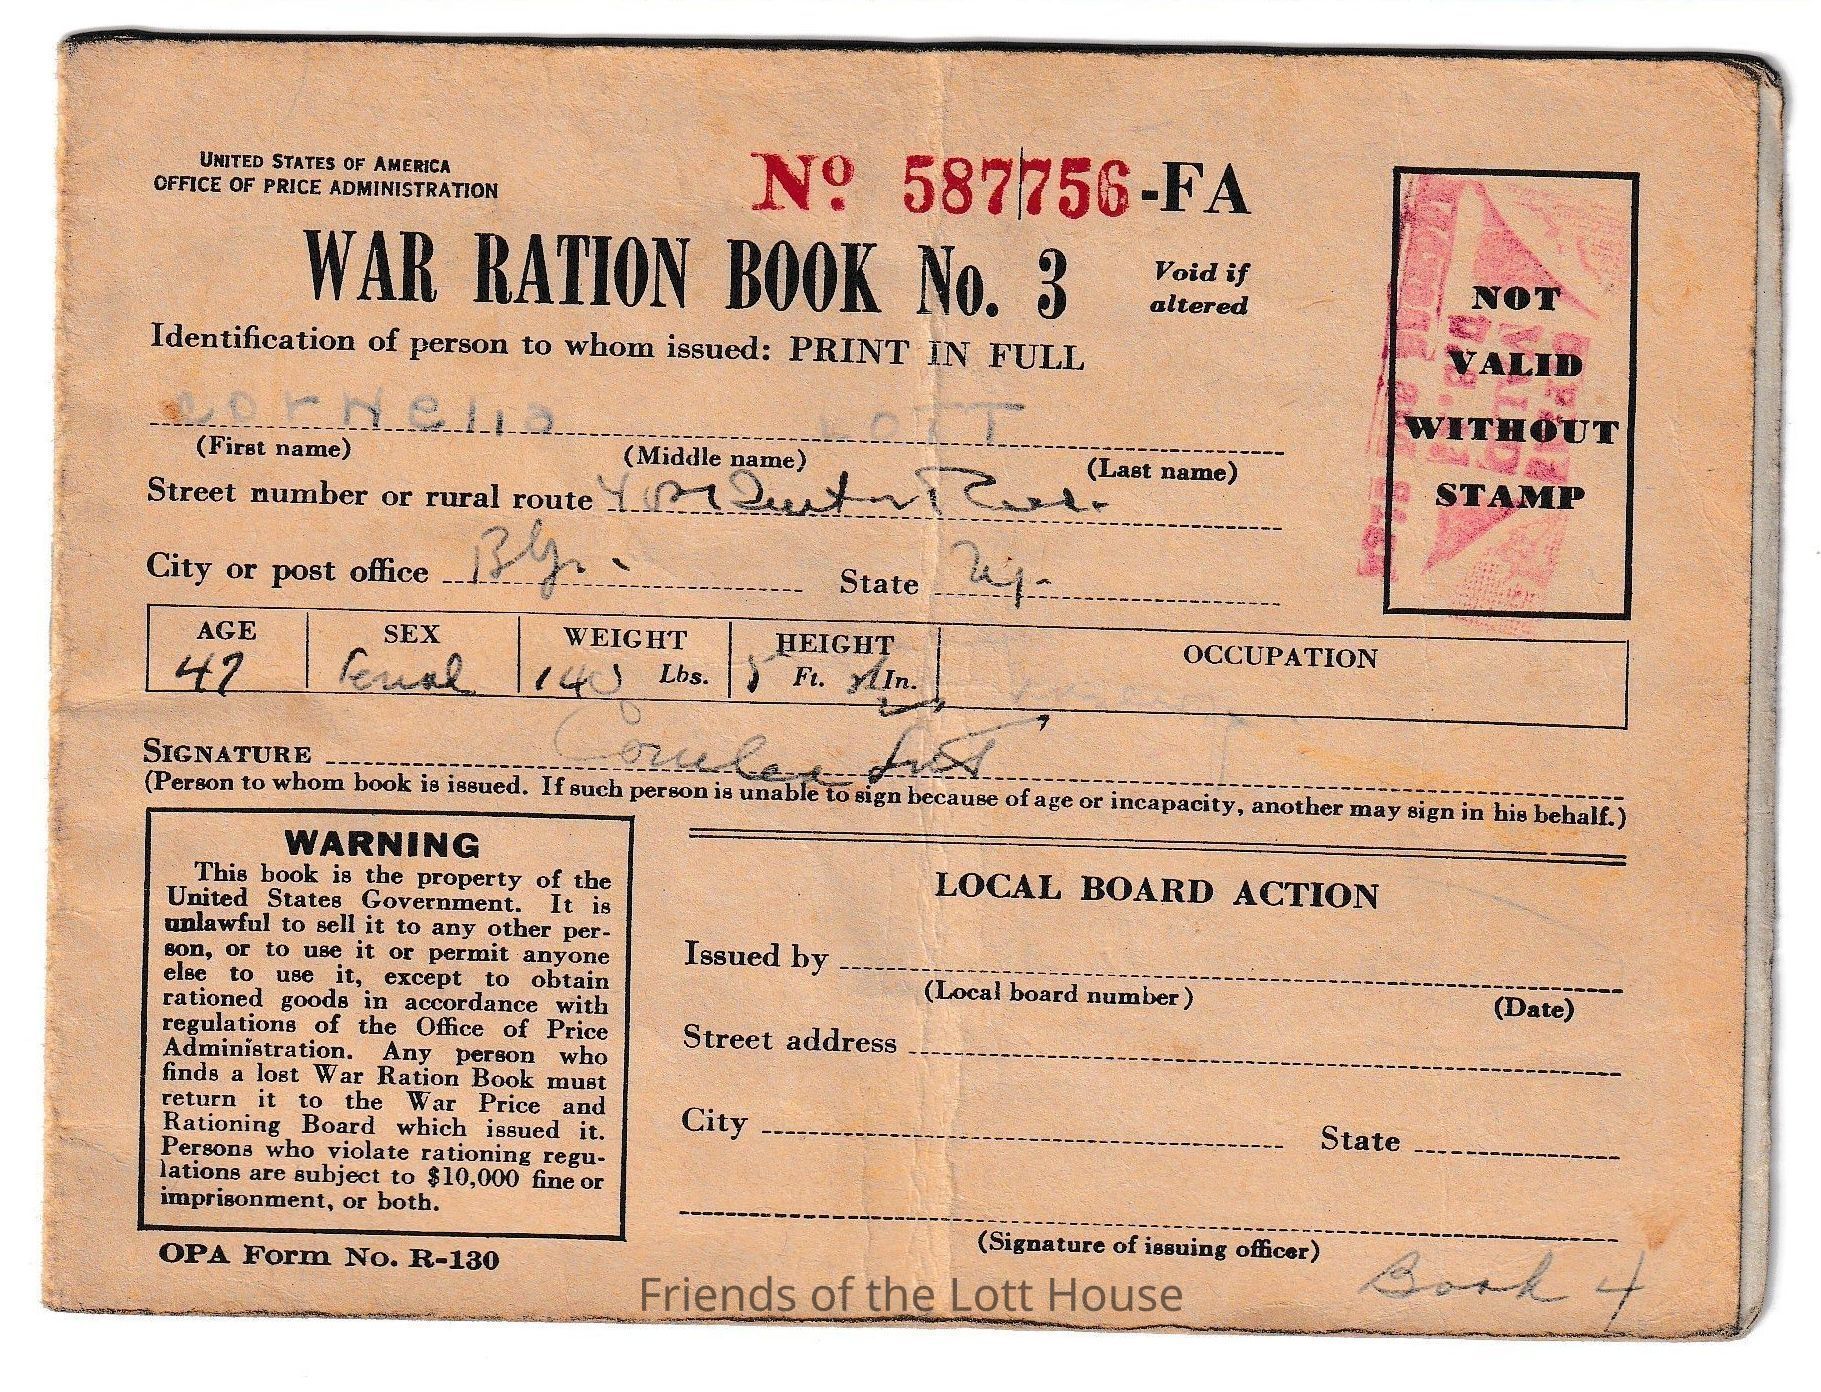 UNITED STATES OF AMERICA
OFFICE OF PRICE ADMINISTRATION
Nº 587756-FA
WAR RATION BOOK No. 3
Void if
altered
Identification of person to whom issued: PRINT IN FULL
Cornelia Lott
(First name) (Middle name) (Last name)
Street number or rural route
City or post office State
AGE SEX WEIGHT HEIGHT OCCUPATION
47 140 Lbs. 5 Ft. In.
SIGNATURE Lott
(Person to whom book is issued. If such person is unable to sign because of age or incapacity, another may sign in his behalf.)
NOT
VALID
WITHOUT
STAMP
WARNING
This book is the property of the
United States Government. It is
unlawful to sell it to any other per-
son, or to use it or permit anyone
else to use it, except to obtain
rationed goods in accordance with
regulations of the Office of Price
Administration. Any person who
finds a lost War Ration Book must
return it to the War Price and
Rationing Board which issued it.
Persons who violate rationing regu-
lations are subject to $10,000 fine or
imprisonment, or both.
OPA Form No. R-130
LOCAL BOARD ACTION
Issued by
(Local board number) (Date)
Street address
City State
(Signature of issuing officer)
Book 4
Friends of the Lott House